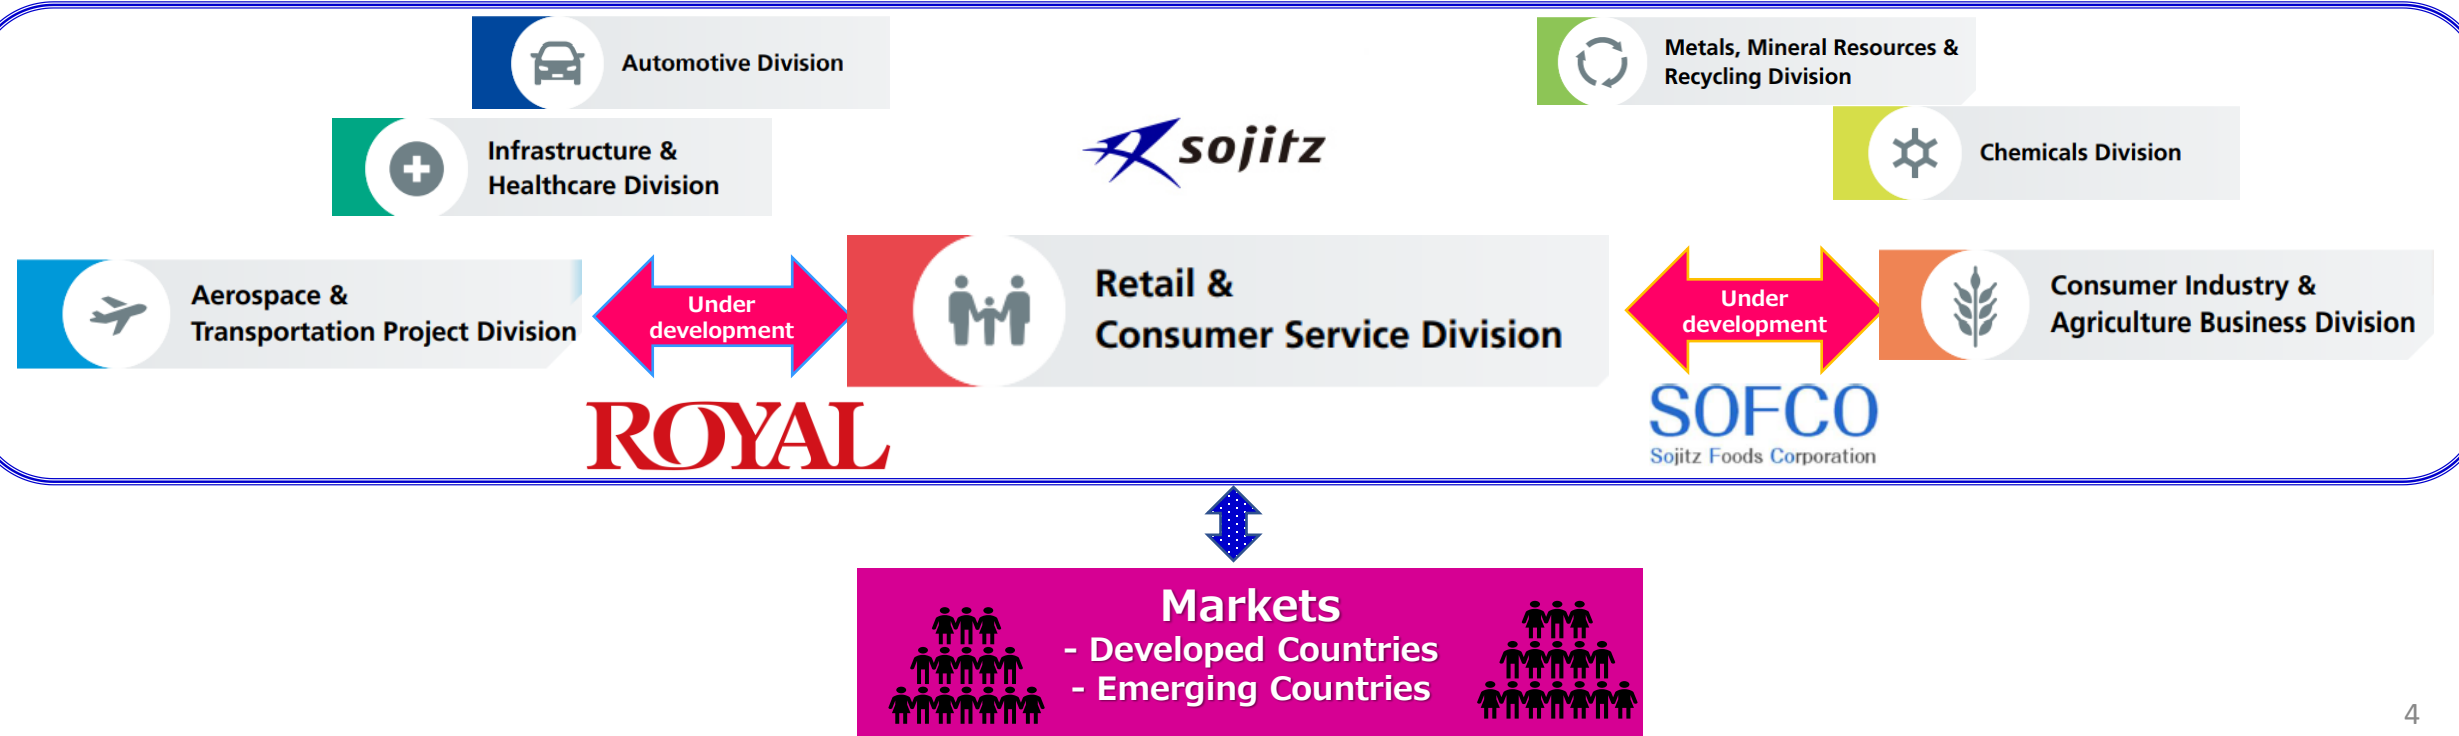 Automotive Division
Metals, Mineral Resources &
Recycling Division
Infrastructure &
Healthcare Division
sojitz
Chemicals Division
Aerospace &
Transportation Project Division
Under
development
Retail &
Consumer Service Division
Under
development
Consumer Industry &
Agriculture Business Division
ROYAL
SOFCO
Sojitz Foods Corporation
Markets
- Developed Countries
- Emerging Countries
4